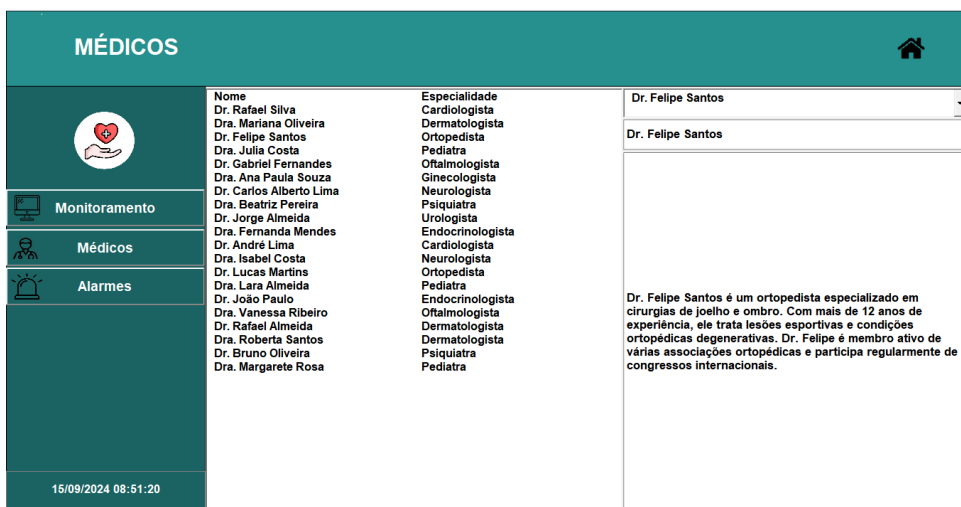 MÉDICOS
Monitoramento
Médicos
Alarmes
15/09/2024 08:51:20
Nome Especialidade
Dr. Rafael Silva Cardiologista
Dra. Mariana Oliveira Dermatologista
Dr. Felipe Santos Ortopedista
Dra. Julia Costa Pediatra
Dr. Gabriel Fernandes Oftalmologista
Dra. Ana Paula Souza Ginecologista
Dr. Carlos Alberto Lima Neurologista
Dra. Beatriz Pereira Psiquiatra
Dr. Jorge Almeida Urologista
Dra. Fernanda Mendes Endocrinologista
Dr. André Lima Cardiologista
Dra. Isabel Costa Neurologista
Dr. Lucas Martins Ortopedista
Dra. Lara Almeida Pediatra
Dr. João Paulo Endocrinologista
Dra. Vanessa Ribeiro Oftalmologista
Dr. Rafael Almeida Dermatologista
Dra. Roberta Santos Dermatologista
Dr. Bruno Oliveira Psiquiatra
Dra. Margarete Rosa Pediatra
Dr. Felipe Santos
Dr. Felipe Santos
Dr. Felipe Santos é um ortopedista especializado em
cirurgias de joelho e ombro. Com mais de 12 anos de
experiência, ele trata lesões esportivas e condições
ortopédicas degenerativas. Dr. Felipe é membro ativo de
várias associações ortopédicas e participa regularmente de
congressos internacionais.